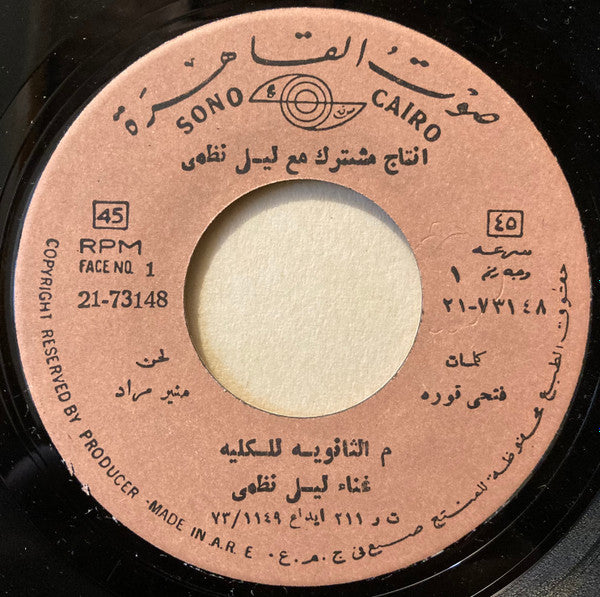 صوت القاهرة
SONO CAIRO
انتاج مشترك مع ليلى نظمى
45
RPM
FACE NO. 1
21-73148
٤٥
سرعه
وجه رقم ١
٢١-٧٣١٤٨
لحن
منير مراد
كلمات
فتحى قوره
م الثانويه للكليه
غناء ليلى نظمى
ت و ٢١١ ايداع ٧٣/١١٤٩
COPYRIGHT RESERVED BY PRODUCER - MADE IN A.R.E
حقوق الطبع محفوظة للمنتج صنع فى ج.م.ع.